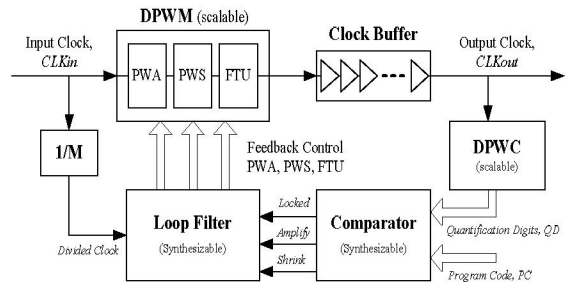 DPWM (scalable)
Input Clock,
CLKin
PWA
PWS
FTU
Clock Buffer
Output Clock,
CLKout
1/M
Feedback Control
PWA, PWS, FTU
DPWC
(scalable)
Loop Filter
(Synthesizable)
Locked
Amplify
Shrink
Comparator
(Synthesizable)
Quantification Digits, QD
Divided Clock
Program Code, PC